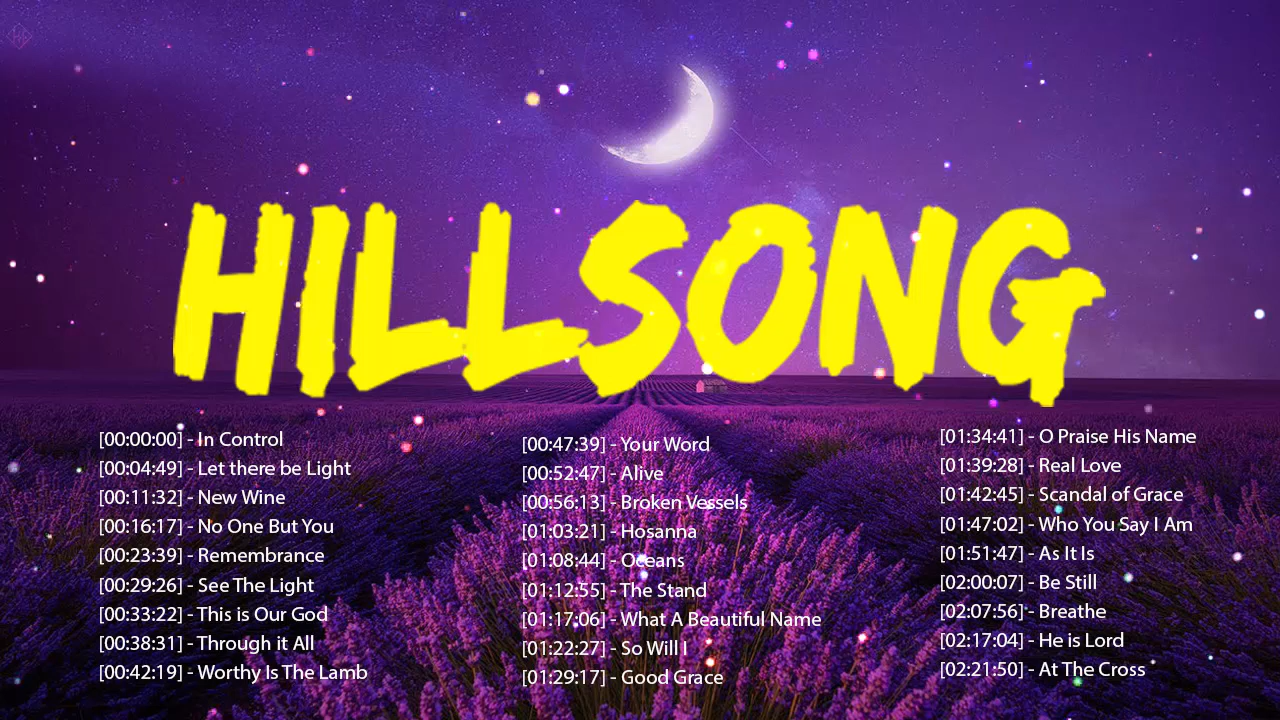 HILLSONG
[00:00:00] - In Control
[00:04:49] - Let there be Light
[00:11:32] - New Wine
[00:16:17] - No One But You
[00:23:39] - Remembrance
[00:29:26] - See The Light
[00:33:22] - This is Our God
[00:38:31] - Through it All
[00:42:19] - Worthy Is The Lamb
[00:47:39] - Your Word
[00:52:47] - Alive
[00:56:13] - Broken Vessels
[01:03:21] - Hosanna
[01:08:44] - Oceans
[01:12:55] - The Stand
[01:17:06] - What A Beautiful Name
[01:22:27] - So Will I
[01:29:17] - Good Grace
[01:34:41] - O Praise His Name
[01:39:28] - Real Love
[01:42:45] - Scandal of Grace
[01:47:02] - Who You Say I Am
[01:51:47] - As It Is
[02:00:07] - Be Still
[02:07:56] - Breathe
[02:17:04] - He is Lord
[02:21:50] - At The Cross